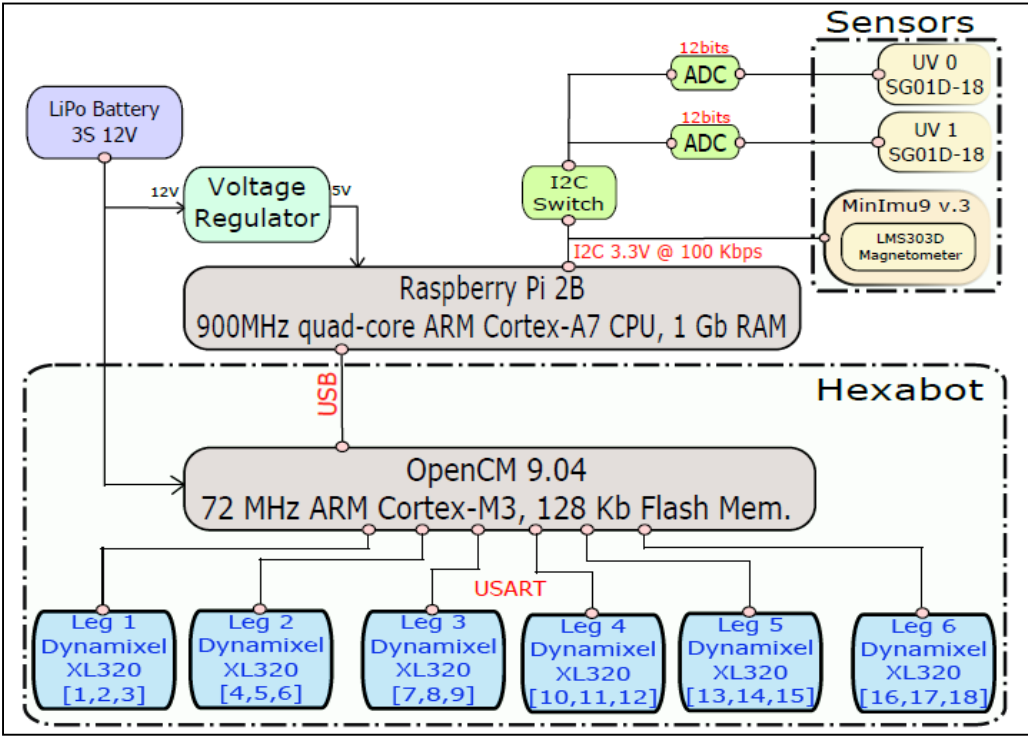 Sensors
12bits
ADC
UV 0
SG01D-18
12bits
ADC
UV 1
SG01D-18
LiPo Battery
3S 12V
12V
Voltage
Regulator
5V
I2C
Switch
MinImu9 v.3
LMS303D
Magnetometer
I2C 3.3V @ 100 Kbps
Raspberry Pi 2B
900MHz quad-core ARM Cortex-A7 CPU, 1 Gb RAM
USB
Hexabot
OpenCM 9.04
72 MHz ARM Cortex-M3, 128 Kb Flash Mem.
USART
Leg 1
Dynamixel
XL320
[1,2,3]
Leg 2
Dynamixel
XL320
[4,5,6]
Leg 3
Dynamixel
XL320
[7,8,9]
Leg 4
Dynamixel
XL320
[10,11,12]
Leg 5
Dynamixel
XL320
[13,14,15]
Leg 6
Dynamixel
XL320
[16,17,18]